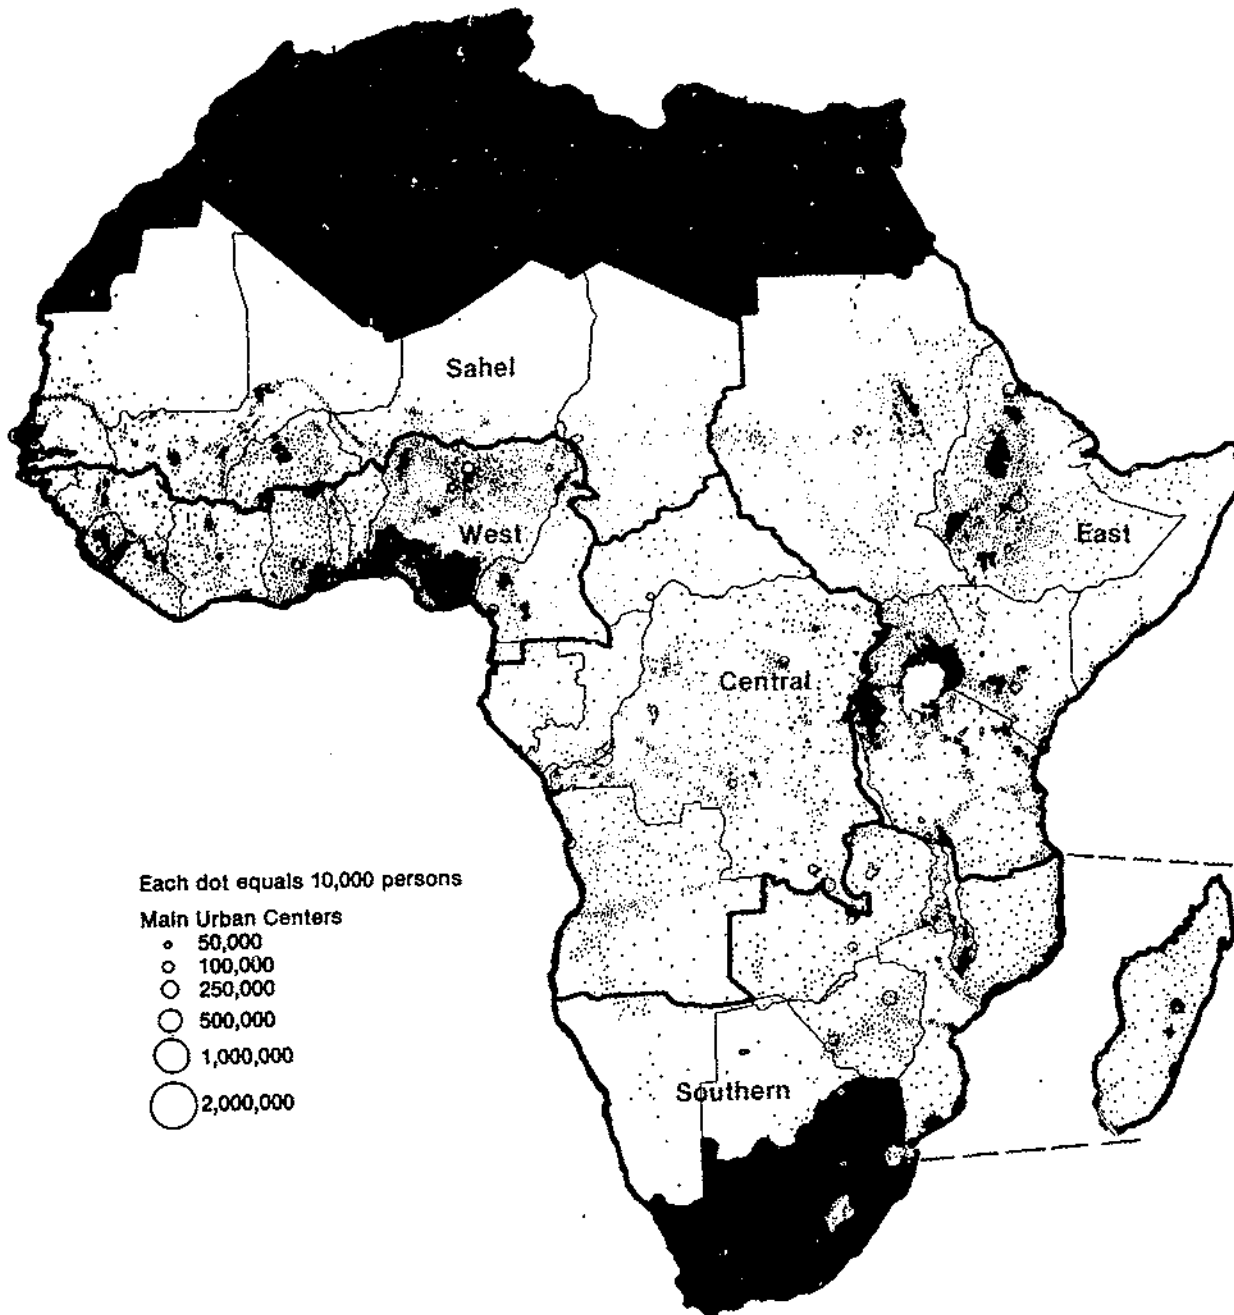 Sahel
West
East
Central
Southern
Each dot equals 10,000 persons
Main Urban Centers
50,000
100,000
250,000
500,000
1,000,000
2,000,000